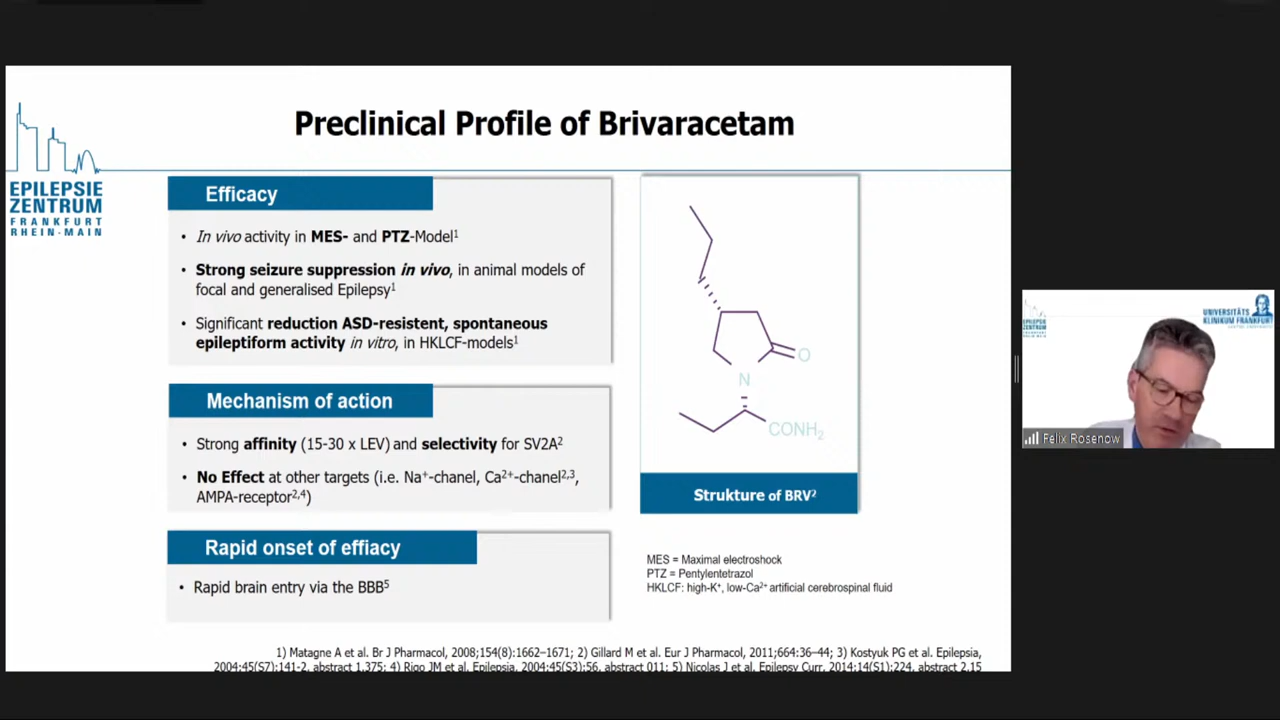 Preclinical Profile of Brivaracetam
EPILEPSIE
ZENTRUM
FRANKFURT
RHEIN-MAIN
Efficacy
• In vivo activity in MES- and PTZ-Model¹
• Strong seizure suppression in vivo, in animal models of
focal and generalised Epilepsy¹
• Significant reduction ASD-resistent, spontaneous
epileptiform activity in vitro, in HKLCF-models¹
Mechanism of action
• Strong affinity (15-30 x LEV) and selectivity for SV2A²
• No Effect at other targets (i.e. Na⁺-chanel, Ca²⁺-chanel²,³,
AMPA-receptor²,⁴)
Rapid onset of effiacy
• Rapid brain entry via the BBB⁵
O
N
CONH₂
Strukture of BRV²
MES = Maximal electroshock
PTZ = Pentylentetrazol
HKLCF: high-K⁺, low-Ca²⁺ artificial cerebrospinal fluid
1) Matagne A et al. Br J Pharmacol, 2008;154(8):1662–1671; 2) Gillard M et al. Eur J Pharmacol, 2011;664:36–44; 3) Kostyuk PG et al. Epilepsia,
2004;45(S7):141-2, abstract 1.375; 4) Rigo JM et al. Epilepsia, 2004;45(S3):56, abstract 011; 5) Nicolas J et al. Epilepsy Curr, 2014;14(S1):224, abstract 2.15
EPILEPSIE
ZENTRUM
UNIVERSITÄTS
KLINIKUM FRANKFURT
Felix Rosenow